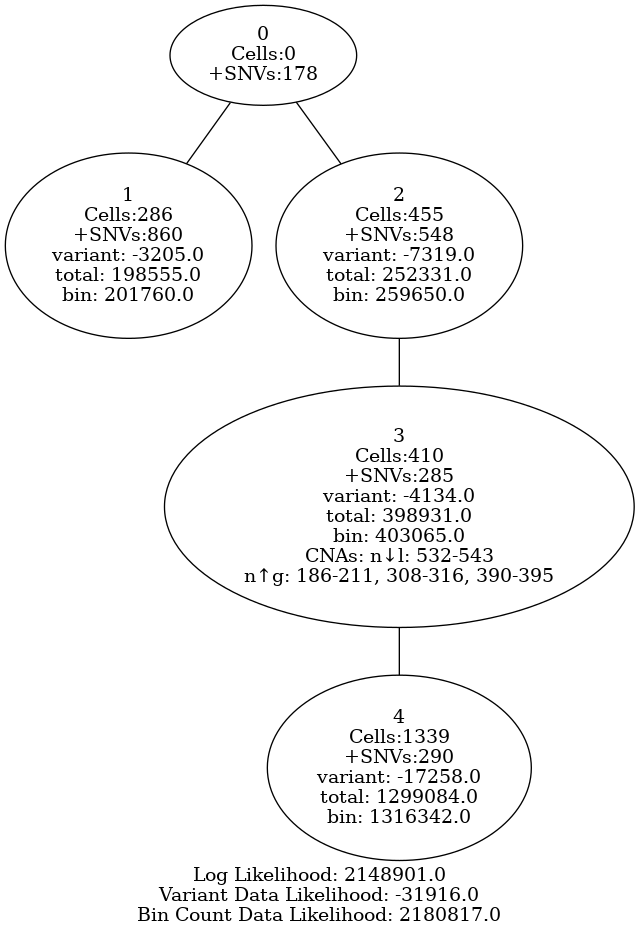 0
Cells:0
+SNVs:178
1
Cells:286
+SNVs:860
variant: -3205.0
total: 198555.0
bin: 201760.0
2
Cells:455
+SNVs:548
variant: -7319.0
total: 252331.0
bin: 259650.0
3
Cells:410
+SNVs:285
variant: -4134.0
total: 398931.0
bin: 403065.0
CNAs: n↓l: 532-543
n↑g: 186-211, 308-316, 390-395
4
Cells:1339
+SNVs:290
variant: -17258.0
total: 1299084.0
bin: 1316342.0
Log Likelihood: 2148901.0
Variant Data Likelihood: -31916.0
Bin Count Data Likelihood: 2180817.0